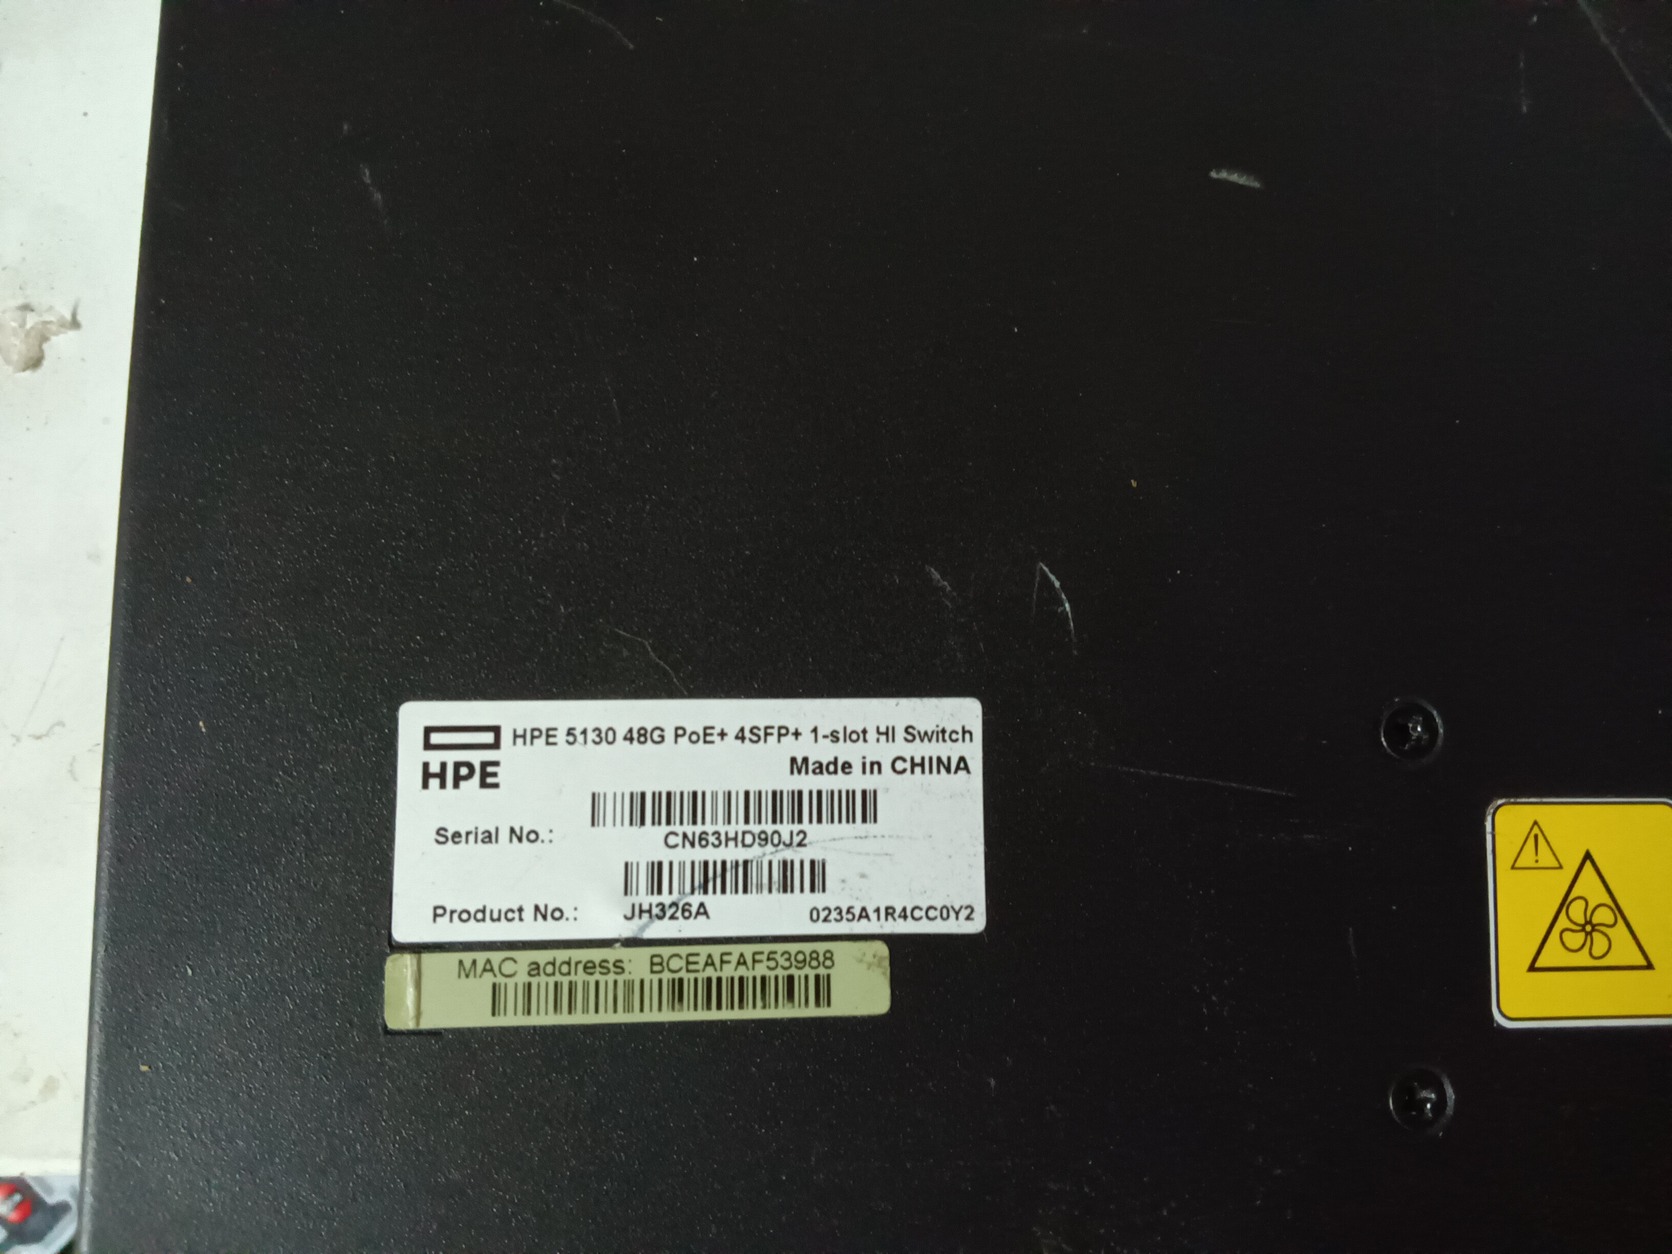 HPE 5130 48G PoE+ 4SFP+ 1-slot HI Switch
HPE
Made in CHINA
Serial No.: CN63HD90J2
Product No.: JH326A 0235A1R4CC0Y2
MAC address: BCEAFAF53988